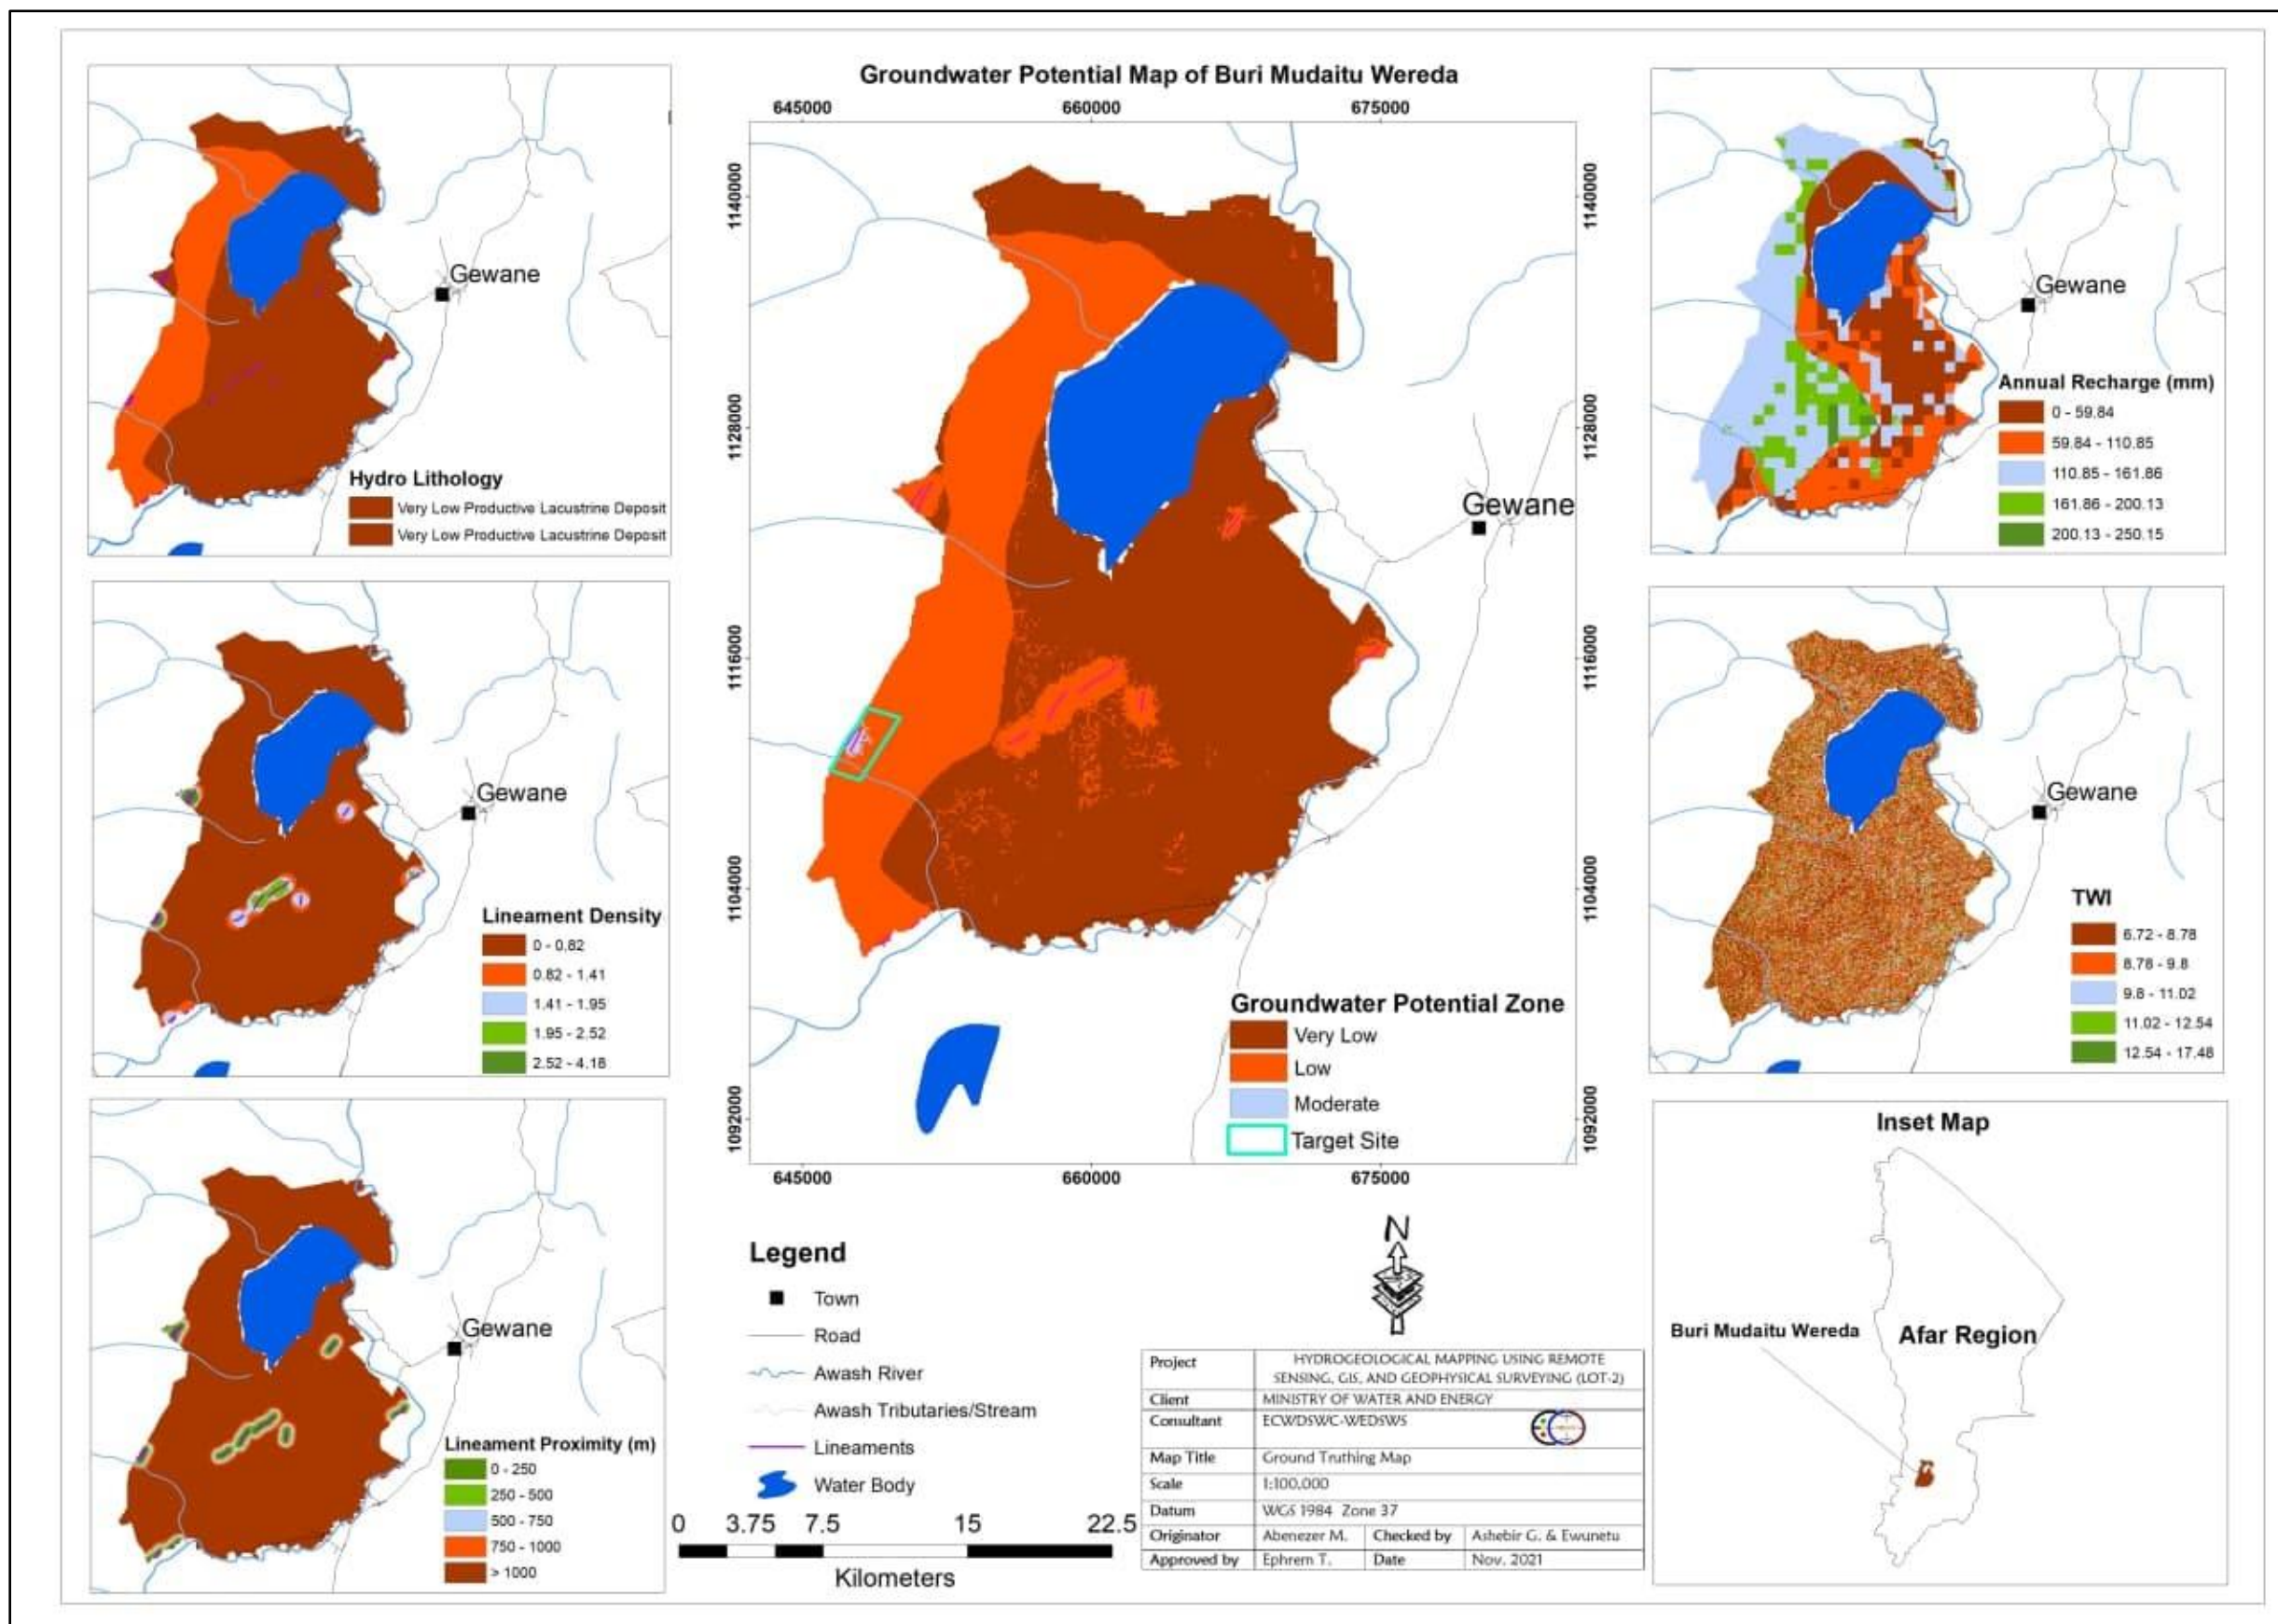 Groundwater Potential Map of Buri Mudaitu Wereda
645000
660000
675000
1140000
1128000
1116000
1104000
1092000
1140000
1128000
1116000
1104000
1092000
645000
660000
675000
Gewane
Groundwater Potential Zone
Very Low
Low
Moderate
Target Site
Gewane
Hydro Lithology
Very Low Productive Lacustrine Deposit
Very Low Productive Lacustrine Deposit
Gewane
Lineament Density
0 - 0.82
0.82 - 1.41
1.41 - 1.95
1.95 - 2.52
2.52 - 4.18
Gewane
Lineament Proximity (m)
0 - 250
250 - 500
500 - 750
750 - 1000
> 1000
Gewane
Annual Recharge (mm)
0 - 59.84
59.84 - 110.85
110.85 - 161.86
161.86 - 200.13
200.13 - 250.15
Gewane
TWI
6.72 - 8.78
8.78 - 9.8
9.8 - 11.02
11.02 - 12.54
12.54 - 17.48
Inset Map
Buri Mudaitu Wereda
Afar Region
Legend
Town
Road
Awash River
Awash Tributaries/Stream
Lineaments
Water Body
0 3.75 7.5 15 22.5
Kilometers
N
Project HYDROGEOLOGICAL MAPPING USING REMOTE
SENSING, GIS, AND GEOPHYSICAL SURVEYING (LOT-2)
Client MINISTRY OF WATER AND ENERGY
Consultant ECWDSWC-WEDSWS
Map Title Ground Truthing Map
Scale 1:100,000
Datum WGS 1984 Zone 37
Originator Abenezer M. Checked by Ashebir G. & Ewunetu
Approved by Ephrem T. Date Nov. 2021